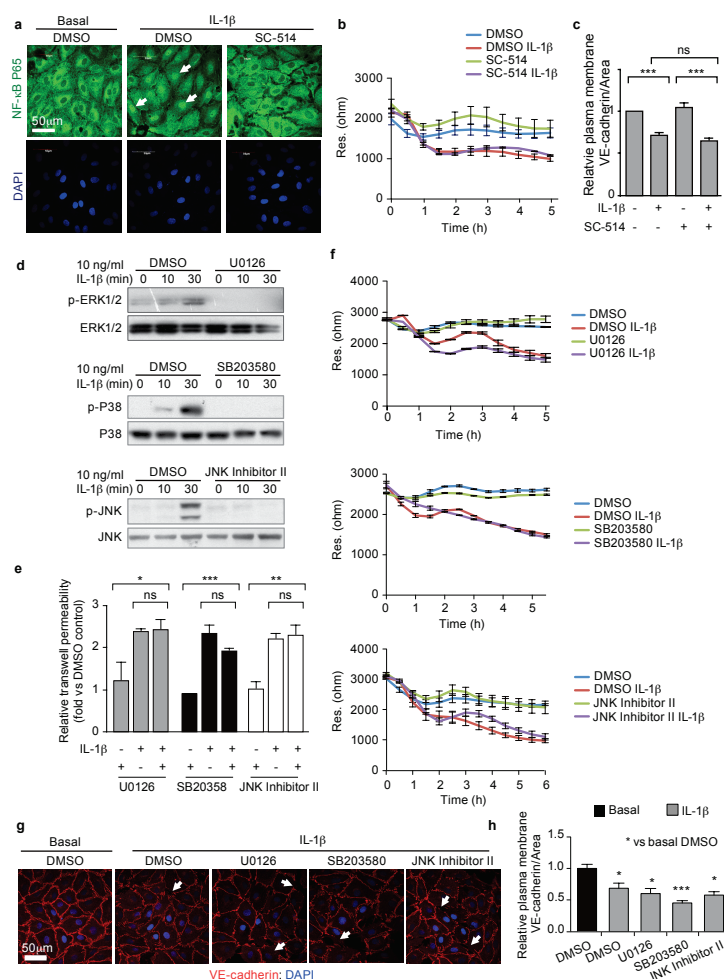 a
Basal
IL-1β
DMSO
DMSO
SC-514
NF-κB P65
50μm
DAPI
b
DMSO
DMSO IL-1β
SC-514
SC-514 IL-1β
Res. (ohm)
3000
2000
1000
0
0 1 2 3 4 5
Time (h)
c
ns
*** ***
Relatvie plasma membrane
VE-cadherin/Area
1.0
0.5
0
IL-1β - + - +
SC-514 - - + +
d
10 ng/ml DMSO U0126
IL-1β (min) 0 10 30 0 10 30
p-ERK1/2
ERK1/2
10 ng/ml DMSO SB203580
IL-1β (min) 0 10 30 0 10 30
p-P38
P38
10 ng/ml DMSO JNK Inhibitor II
IL-1β (min) 0 10 30 0 10 30
p-JNK
JNK
e
* *** **
ns ns ns
Relative transwell permeability
(fold vs DMSO control)
3
2
1
0
IL-1β - + + - + + - + +
+ - + + - + + - +
U0126 SB20358 JNK Inhibitor II
f
DMSO
DMSO IL-1β
U0126
U0126 IL-1β
Res. (ohm)
4000
3000
2000
1000
0
0 1 2 3 4 5
Time (h)
DMSO
DMSO IL-1β
SB203580
SB203580 IL-1β
Res. (ohm)
3000
2000
1000
0
0 1 2 3 4 5
Time (h)
DMSO
DMSO IL-1β
JNK Inhibitor II
JNK Inhibitor II IL-1β
Res. (ohm)
4000
3000
2000
1000
0
0 1 2 3 4 5 6
Time (h)
g
Basal
IL-1β
DMSO
DMSO
U0126
SB203580
JNK Inhibitor II
50μm
VE-cadherin; DAPI
h
Basal IL-1β
* vs basal DMSO
Relative plasma membrane
VE-cadherin/Area
1.5
1.0
0.5
0.0
* * *** *
DMSO
DMSO
U0126
SB203580
JNK Inhibitor II